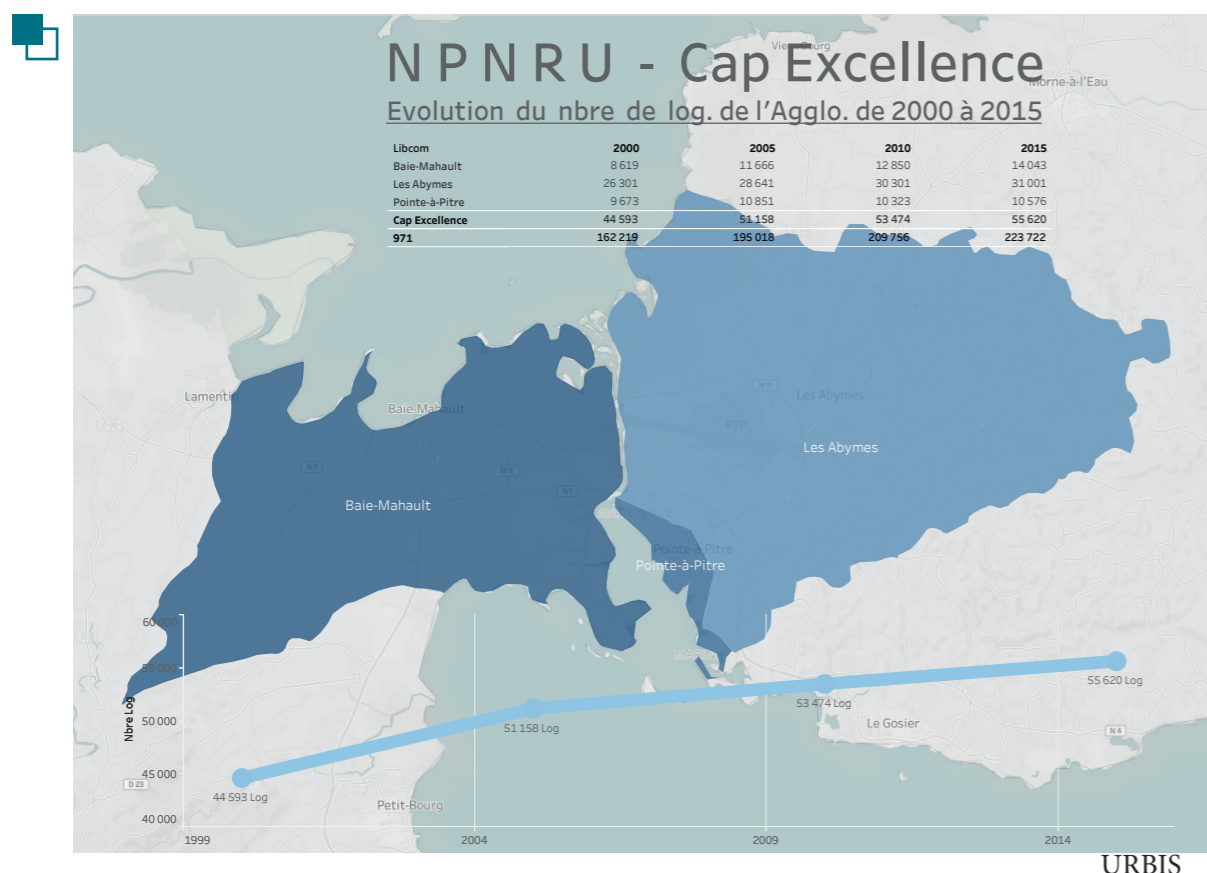 N P N R U - Cap Excellence
Evolution du nbre de log. de l'Agglo. de 2000 à 2015
Libcom 2000 2005 2010 2015
Baie-Mahault 8 619 11 666 12 850 14 043
Les Abymes 26 301 28 641 30 301 31 001
Pointe-à-Pitre 9 673 10 851 10 323 10 576
Cap Excellence 44 593 51 158 53 474 55 620
971 162 219 195 018 209 756 223 722
Vieux-Bourg
Morne-à-l'Eau
Lamentin
Baie-Mahault
Les Abymes
N11
PTP
Les Abymes
N2
N1
Baie-Mahault
Pointe-à-Pitre
Pointe-à-Pitre
60 000
55 000
50 000
45 000
40 000
Nbre Log
44 593 Log
51 158 Log
53 474 Log
55 620 Log
Le Gosier
N4
D23
Petit-Bourg
1999 2004 2009 2014
URBIS